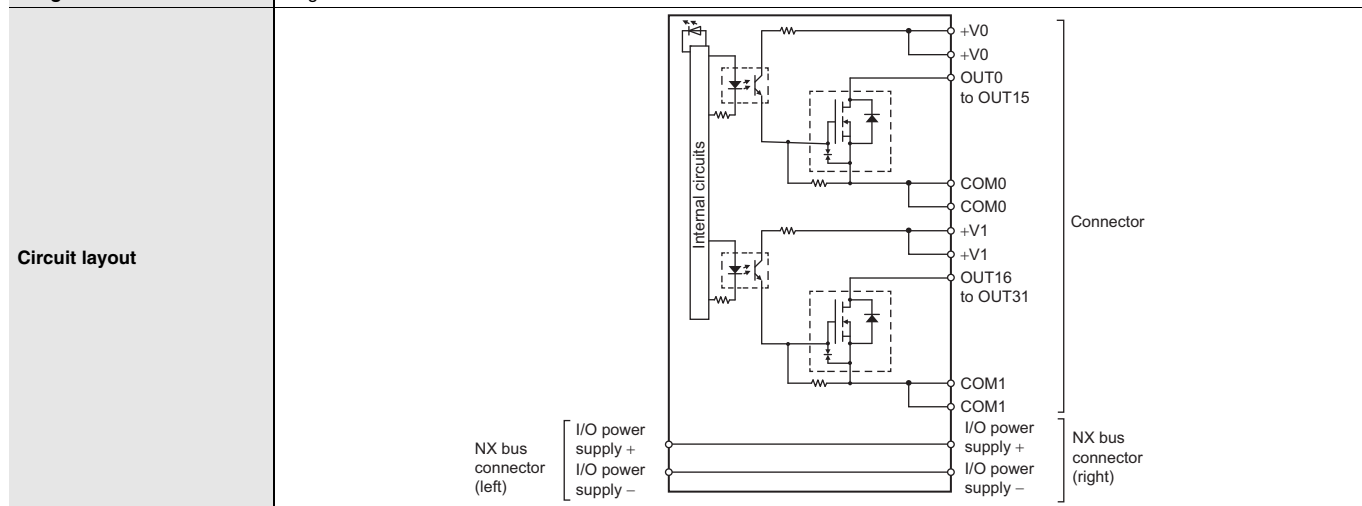 Circuit layout
Internal circuits
+V0
+V0
OUT0
to OUT15
COM0
COM0
+V1
+V1
OUT16
to OUT31
COM1
COM1
Connector
NX bus
connector
(left)
I/O power
supply +
I/O power
supply −
I/O power
supply +
I/O power
supply −
NX bus
connector
(right)